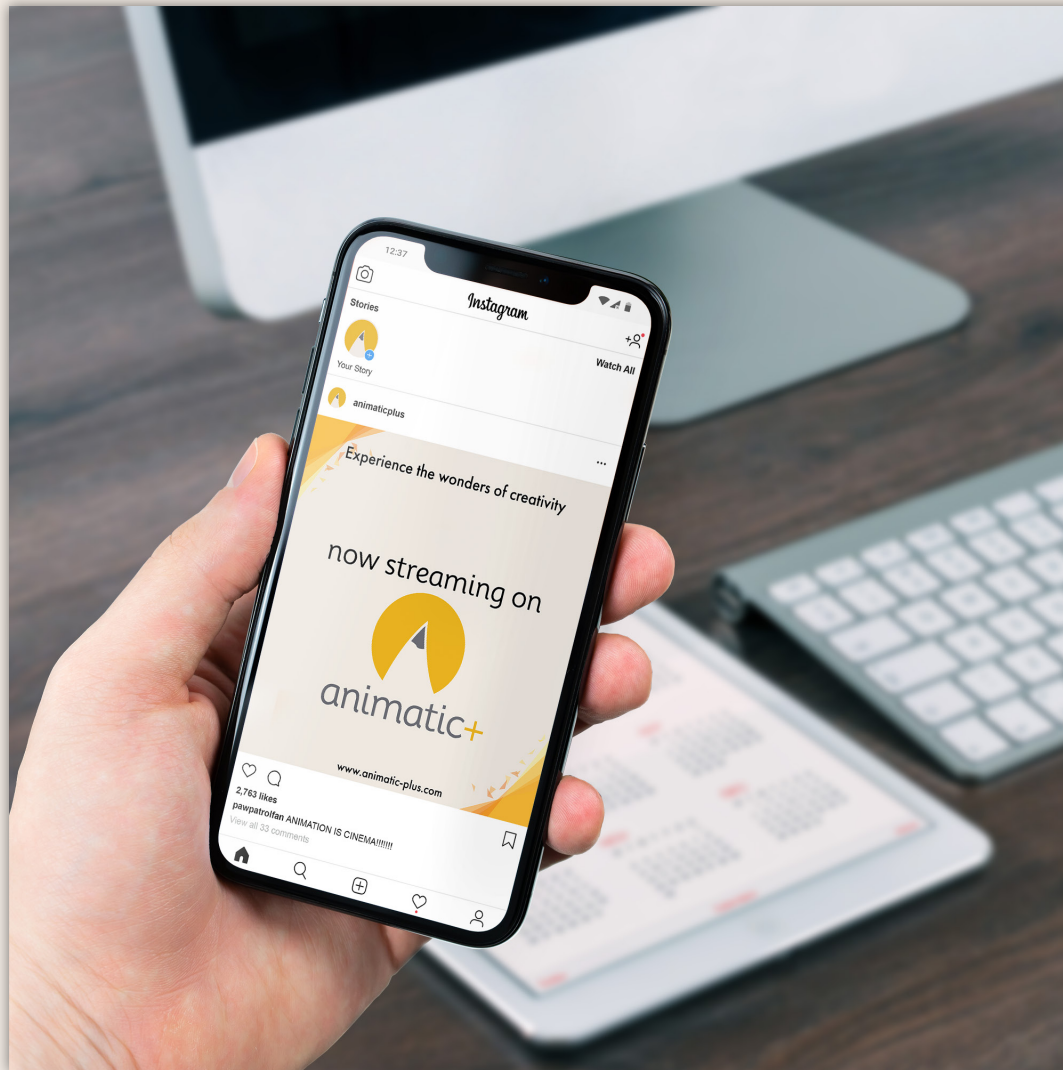 12:37
Instagram
Stories
Watch All
Your Story
animaticplus
Experience the wonders of creativity
now streaming on
animatic+
www.animatic-plus.com
2,763 likes
pawpatrolfan ANIMATION IS CINEMA!!!!!!!
View all 33 comments